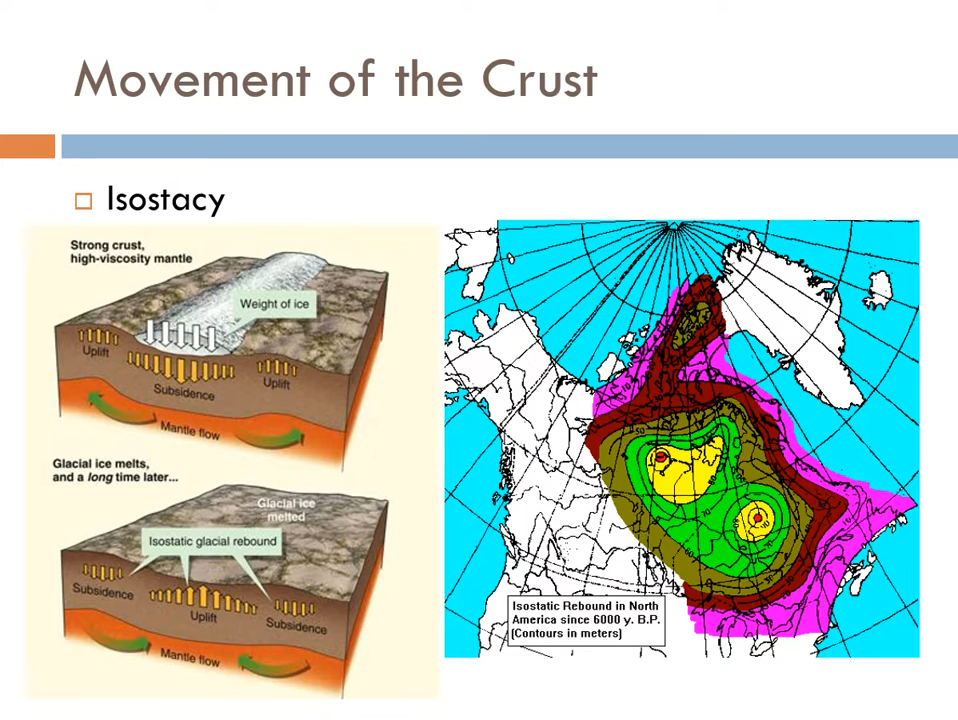 Movement of the Crust
Isostacy
Strong crust,
high-viscosity mantle
Weight of ice
Uplift
Subsidence
Uplift
Mantle flow
Glacial ice melts,
and a long time later...
Glacial ice
melted
Isostatic glacial rebound
Subsidence
Uplift
Subsidence
Mantle flow
Isostatic Rebound in North
America since 6000 y. B.P.
(Contours in meters)